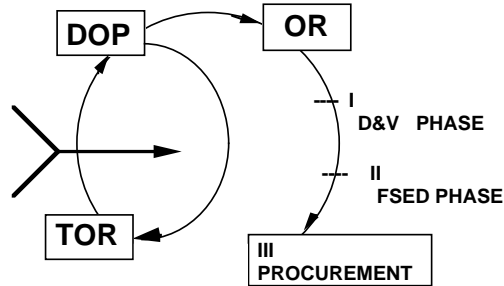 DOP
OR
I
D&V PHASE
II
FSED PHASE
TOR
III
PROCUREMENT